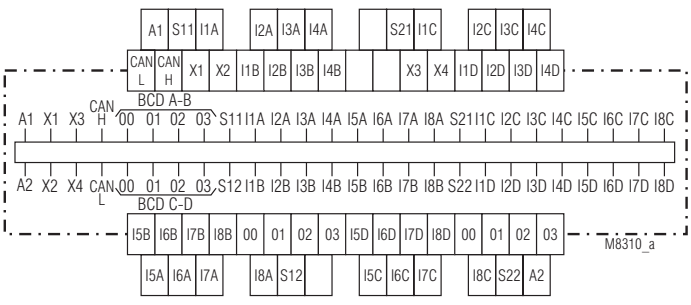 A1 S11 I1A I2A I3A I4A S21 I1C I2C I3C I4C
CAN L CAN H X1 X2 I1B I2B I3B I4B X3 X4 I1D I2D I3D I4D
BCD A-B
A1 X1 X3 CAN H 00 01 02 03 S11 I1A I2A I3A I4A I5A I6A I7A I8A S21 I1C I2C I3C I4C I5C I6C I7C I8C
A2 X2 X4 CAN L 00 01 02 03 S12 I1B I2B I3B I4B I5B I6B I7B I8B S22 I1D I2D I3D I4D I5D I6D I7D I8D
BCD C-D
I5B I6B I7B I8B 00 01 02 03 I5D I6D I7D I8D 00 01 02 03
M8310_a
I5A I6A I7A I8A S12 I5C I6C I7C I8C S22 A2